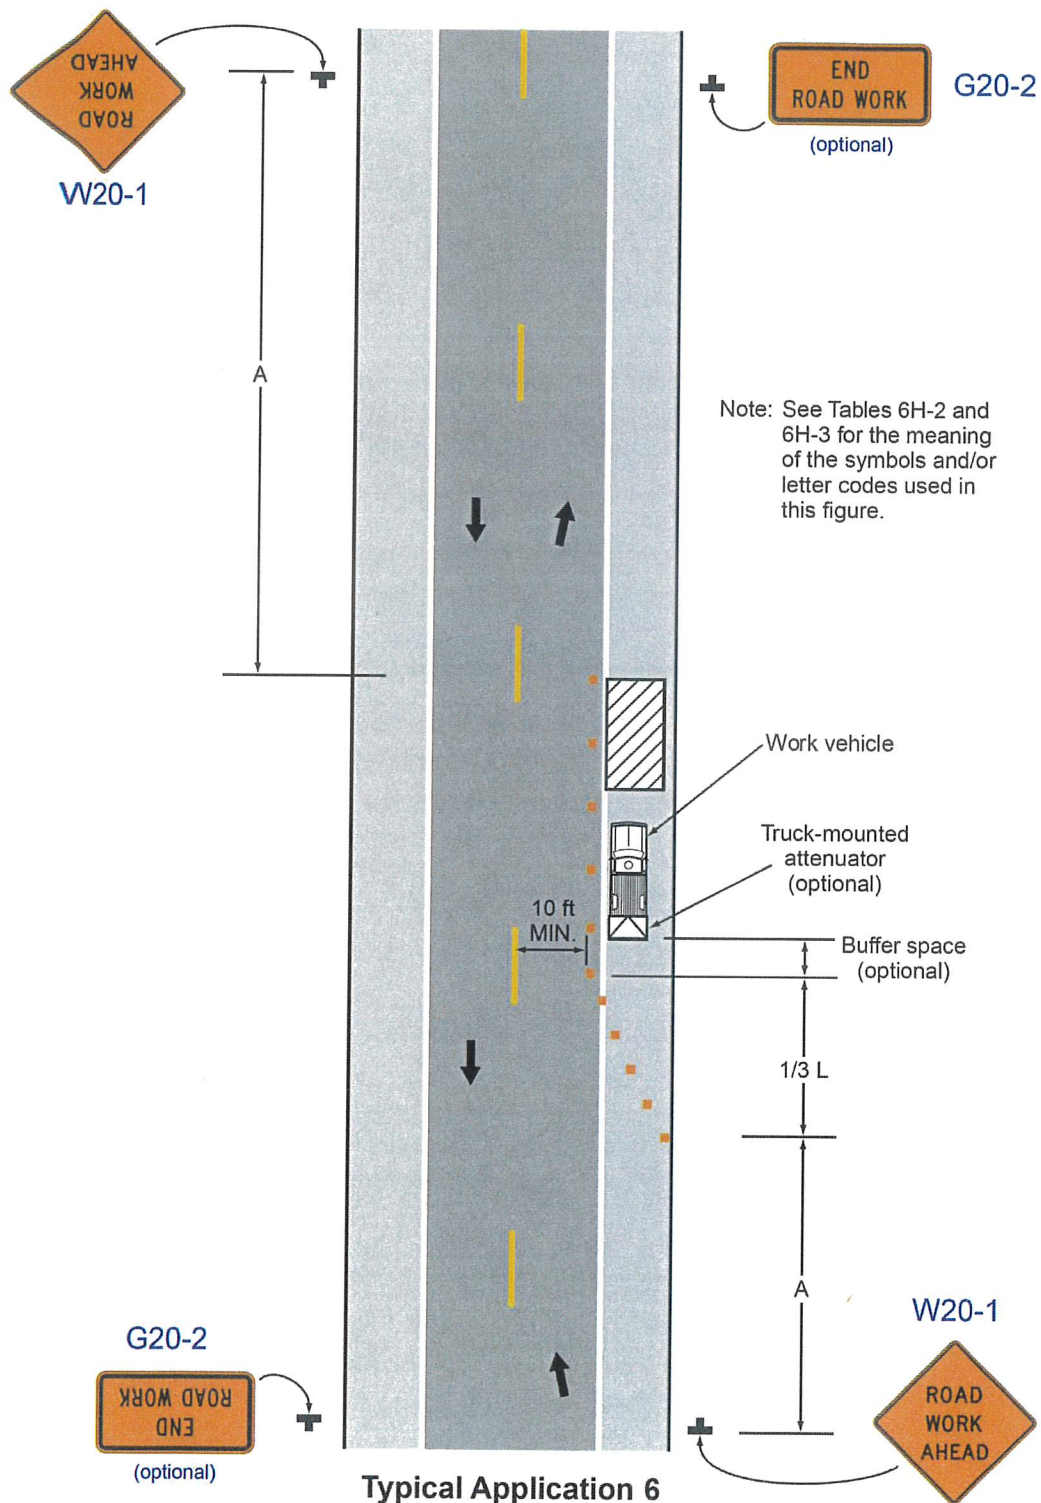 ROAD
WORK
AHEAD
W20-1
END
ROAD WORK
G20-2
(optional)
A
Note: See Tables 6H-2 and
6H-3 for the meaning
of the symbols and/or
letter codes used in
this figure.
Work vehicle
Truck-mounted
attenuator
(optional)
10 ft
MIN.
Buffer space
(optional)
1/3 L
A
W20-1
G20-2
END
ROAD WORK
(optional)
ROAD
WORK
AHEAD
Typical Application 6